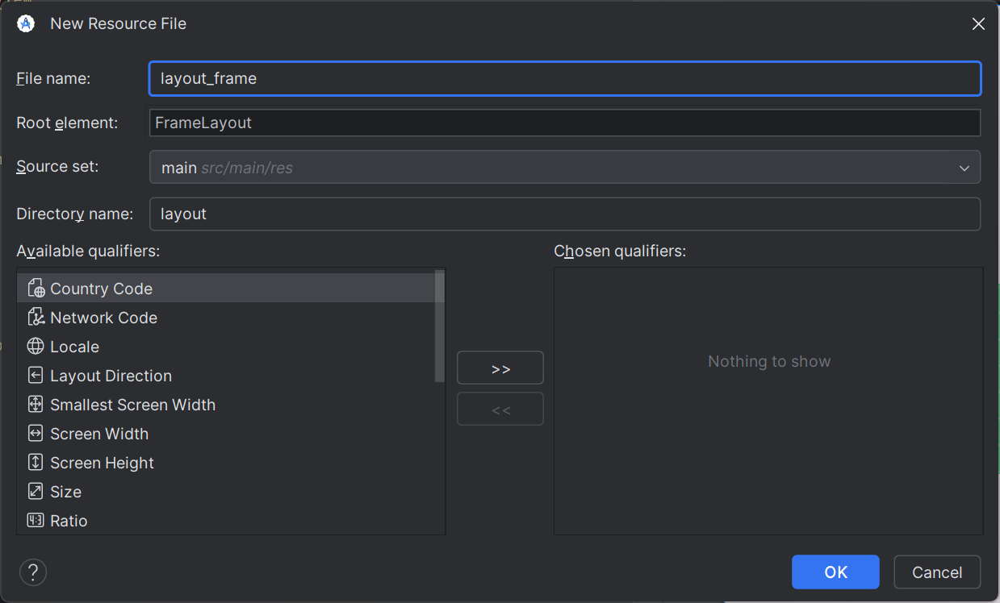 New Resource File
File name:
layout_frame
Root element:
FrameLayout
Source set:
main src/main/res
Directory name:
layout
Available qualifiers:
Chosen qualifiers:
Country Code
Network Code
Locale
Layout Direction
Smallest Screen Width
Screen Width
Screen Height
Size
Ratio
>>
<<
Nothing to show
?
OK
Cancel